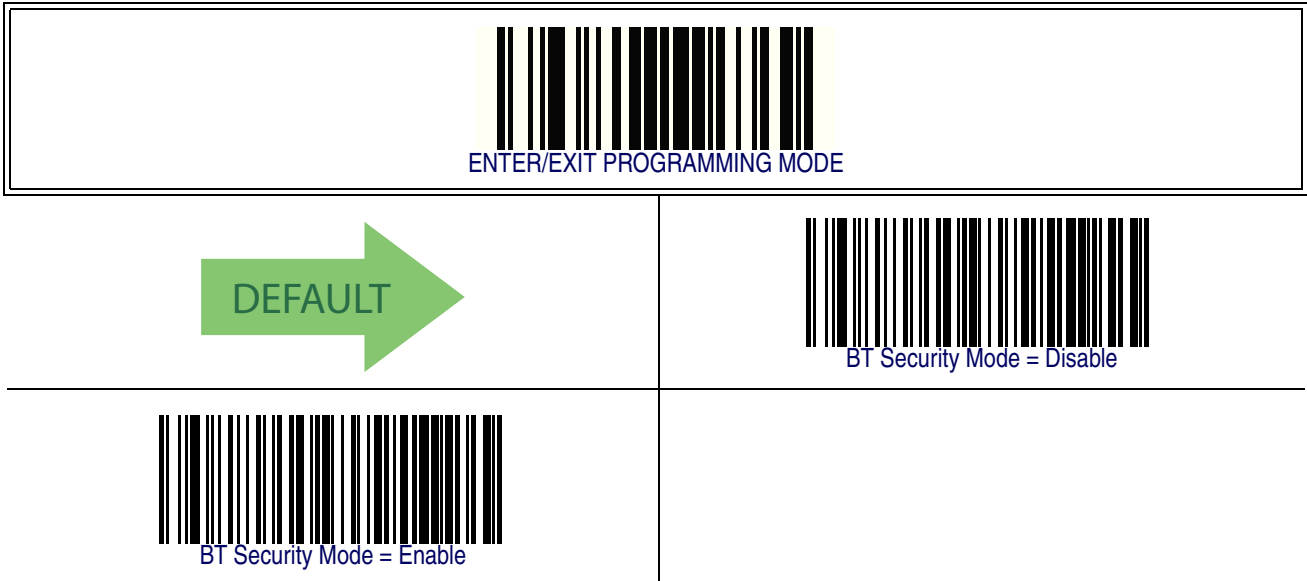 ENTER/EXIT PROGRAMMING MODE
DEFAULT
BT Security Mode = Disable
BT Security Mode = Enable